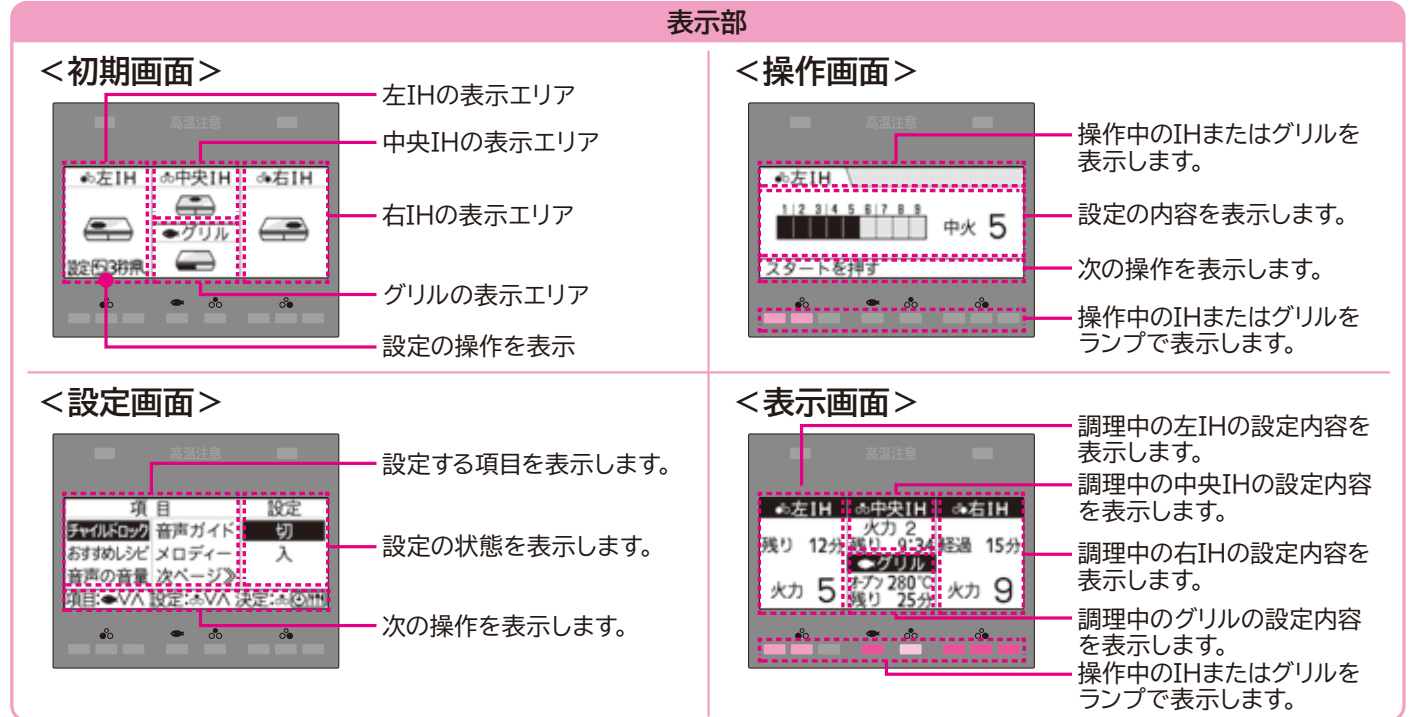 表示部
<初期画面>
高温注意
左IH
中央IH
右IH
グリル
左IHの表示エリア
中央IHの表示エリア
右IHの表示エリア
グリルの表示エリア
設定の操作を表示
<操作画面>
高温注意
左IH
1 2 3 4 5 6 7 8 9
中火 5
スタートを押す
操作中のIHまたはグリルを
表示します。
設定の内容を表示します。
次の操作を表示します。
操作中のIHまたはグリルを
ランプで表示します。
<設定画面>
高温注意
項目 設定
チャイルドロック 音声ガイド 切
おすすめレシピ メロディー 入
音声の音量 次ページ》
項目: ∨∧ 設定: ∨∧ 決定:
設定する項目を表示します。
設定の状態を表示します。
次の操作を表示します。
<表示画面>
高温注意
左IH 中央IH 右IH
火力 2
残り 12分 残り 9:34 経過 15分
グリル
オーブン 280℃
火力 5 残り 25分 火力 9
調理中の左IHの設定内容を
表示します。
調理中の中央IHの設定内容
を表示します。
調理中の右IHの設定内容を
表示します。
調理中のグリルの設定内容
を表示します。
操作中のIHまたはグリルを
ランプで表示します。